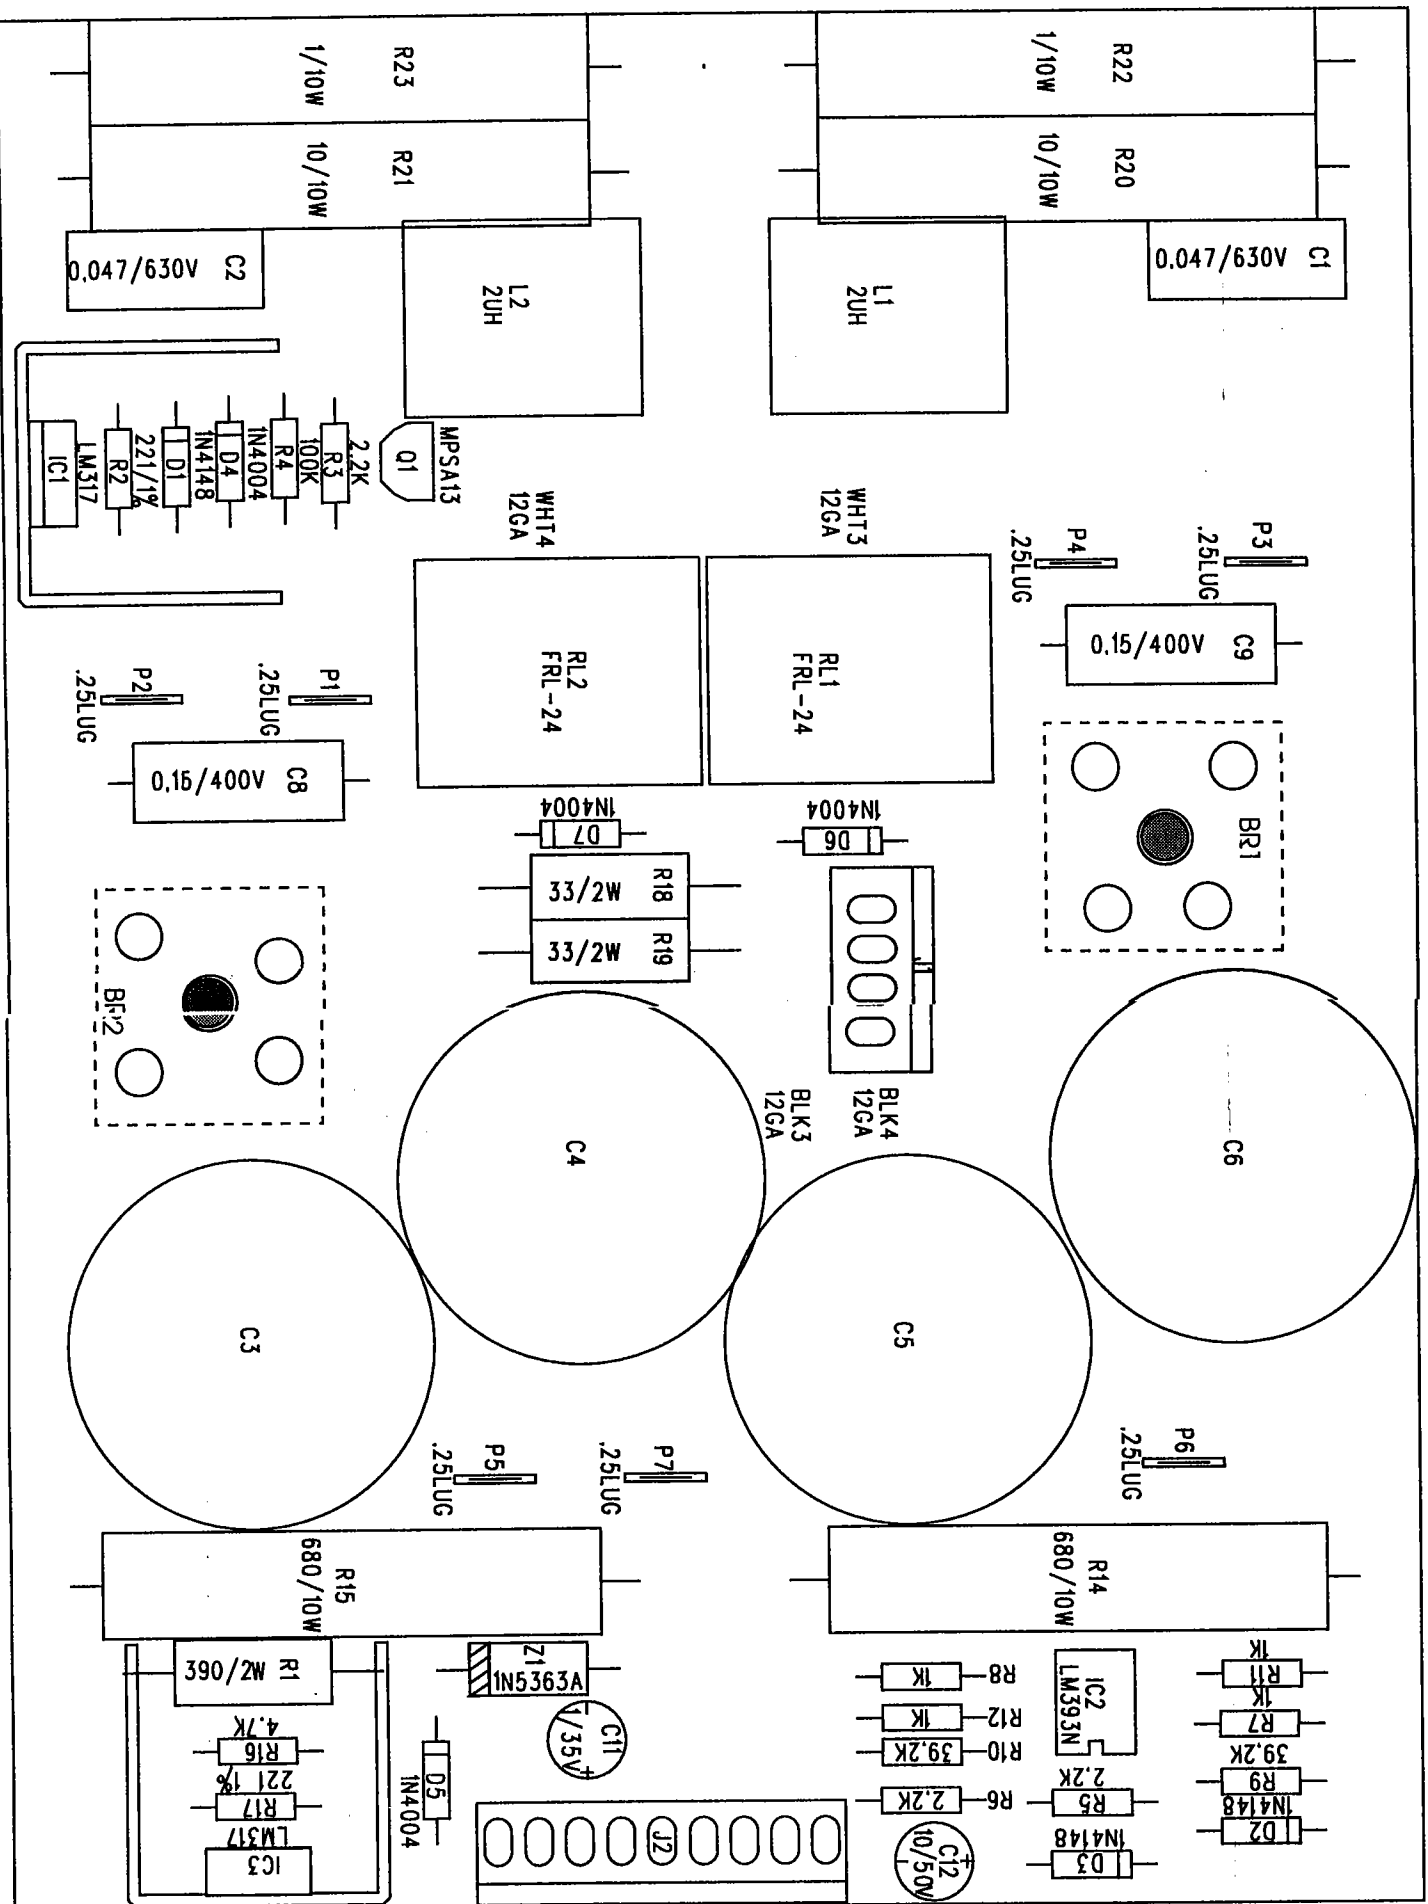 R23
1/10W
R22
1/10W
R21
10/10W
R20
10/10W
0,047/630V C2
0,047/630V C1
L2
2UH
L1
2UH
IC1
LM317
R2
221/1%
D1
1N4148
D4
1N4004
R4
100K
R3
2.2K
Q1
MPSA13
WHT4
12GA
WHT3
12GA
P4
.25LUG
P3
.25LUG
0,15/400V C9
RL2
FRL-24
RL1
FRL-24
P2
.25LUG
P1
.25LUG
0,15/400V C8
1N4004
D7
1N4004
D6
BR1
33/2W R18
33/2W R19
BR2
BLK3
12GA
BLK4
12GA
C6
C4
C5
C3
P5
.25LUG
P7
.25LUG
P6
.25LUG
R15
680/10W
R14
680/10W
390/2W R1
Z1
1N5363A
4.7K
R16
221 1%
R17
LM317
IC3
C11
1/35V
+
D5
1N4004
J2
1K R8
1K R12
39,2K R10
2,2K R6
C12
10/50V
+
IC2
LM393N
2,2K
R5
1N4148
D3
1K
R11
1K
R7
39,2K
R9
1N4148
D2